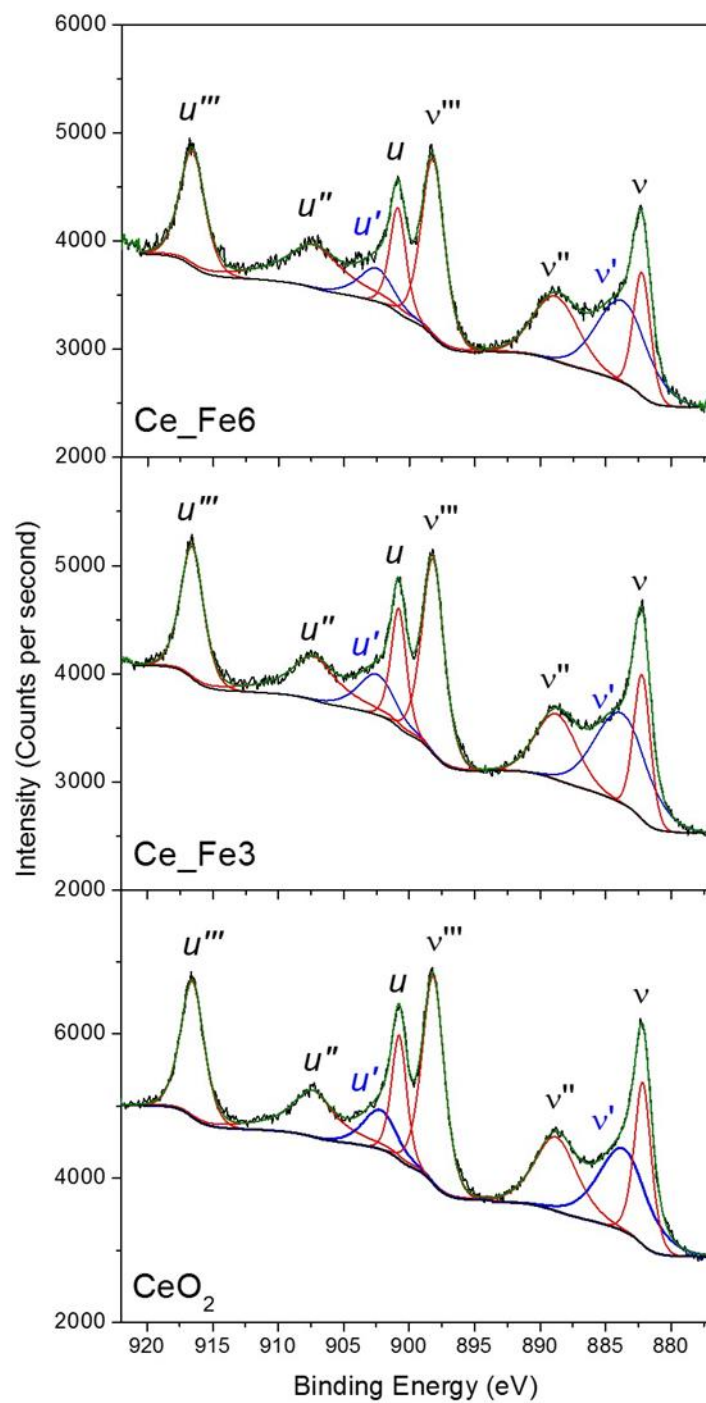 6000
u'''
ν'''
5000
u
u''
ν
u'
4000
ν''
ν'
3000
Ce_Fe6
2000
u'''
ν'''
5000
u
u''
ν
u'
4000
ν''
ν'
3000
Ce_Fe3
2000
u'''
ν'''
u
ν
6000
u''
u'
ν''
ν'
4000
CeO₂
2000
920 915 910 905 900 895 890 885 880
Binding Energy (eV)
Intensity (Counts per second)